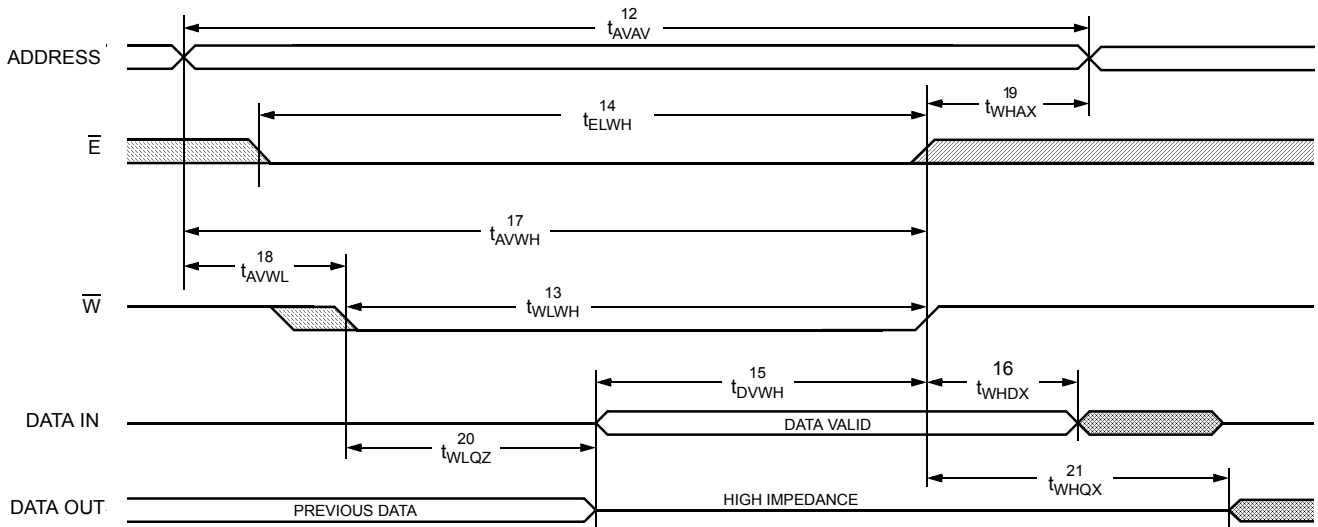 12
tAVAV
ADDRESS
14
tELWH
19
tWHAX
E
17
tAVWH
18
tAVWL
W
13
tWLWH
15
tDVWH
16
tWHDX
DATA IN
DATA VALID
20
tWLQZ
21
tWHQX
DATA OUT
PREVIOUS DATA
HIGH IMPEDANCE